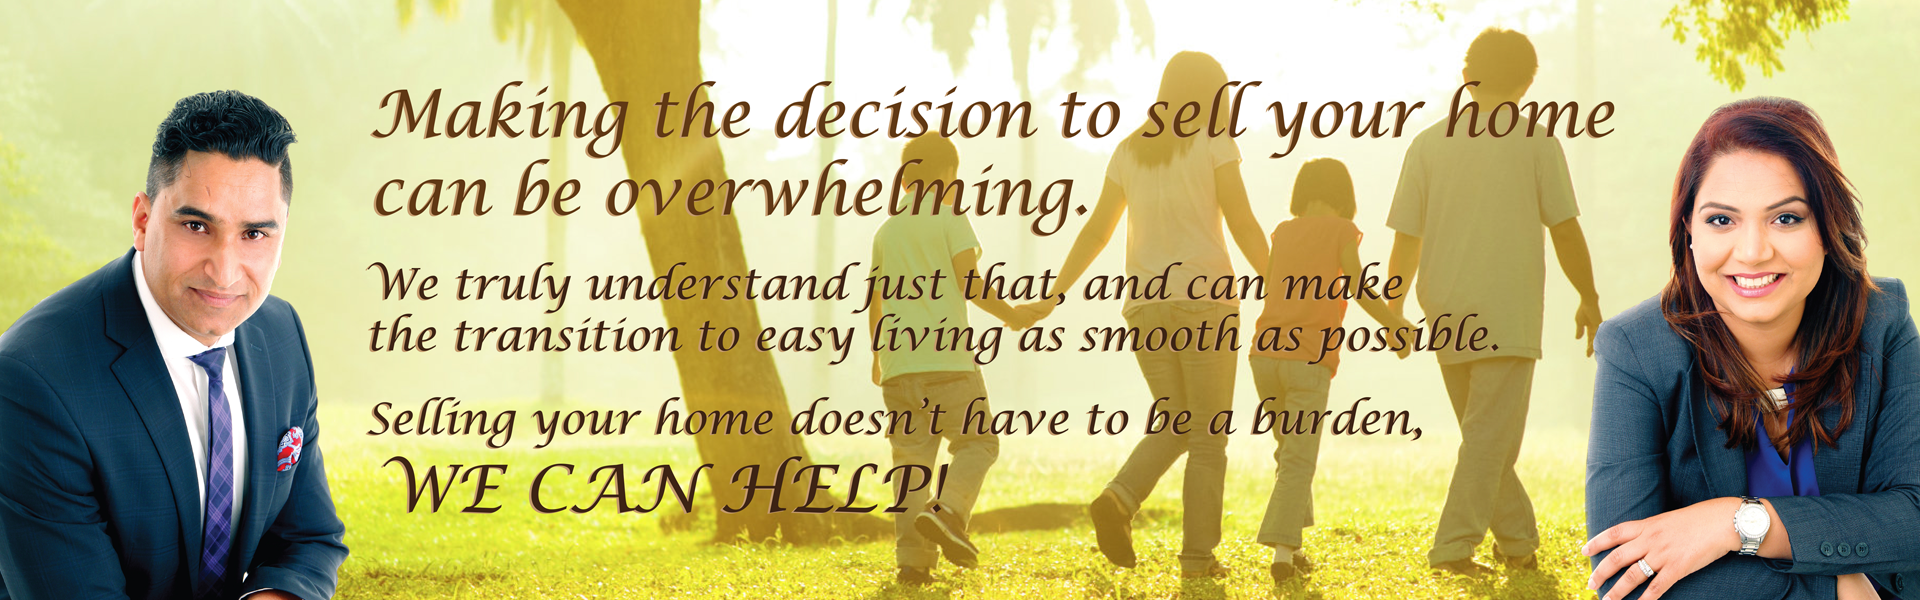 Making the decision to sell your home
can be overwhelming.
We truly understand just that, and can make
the transition to easy living as smooth as possible.
Selling your home doesn't have to be a burden,
WE CAN HELP!